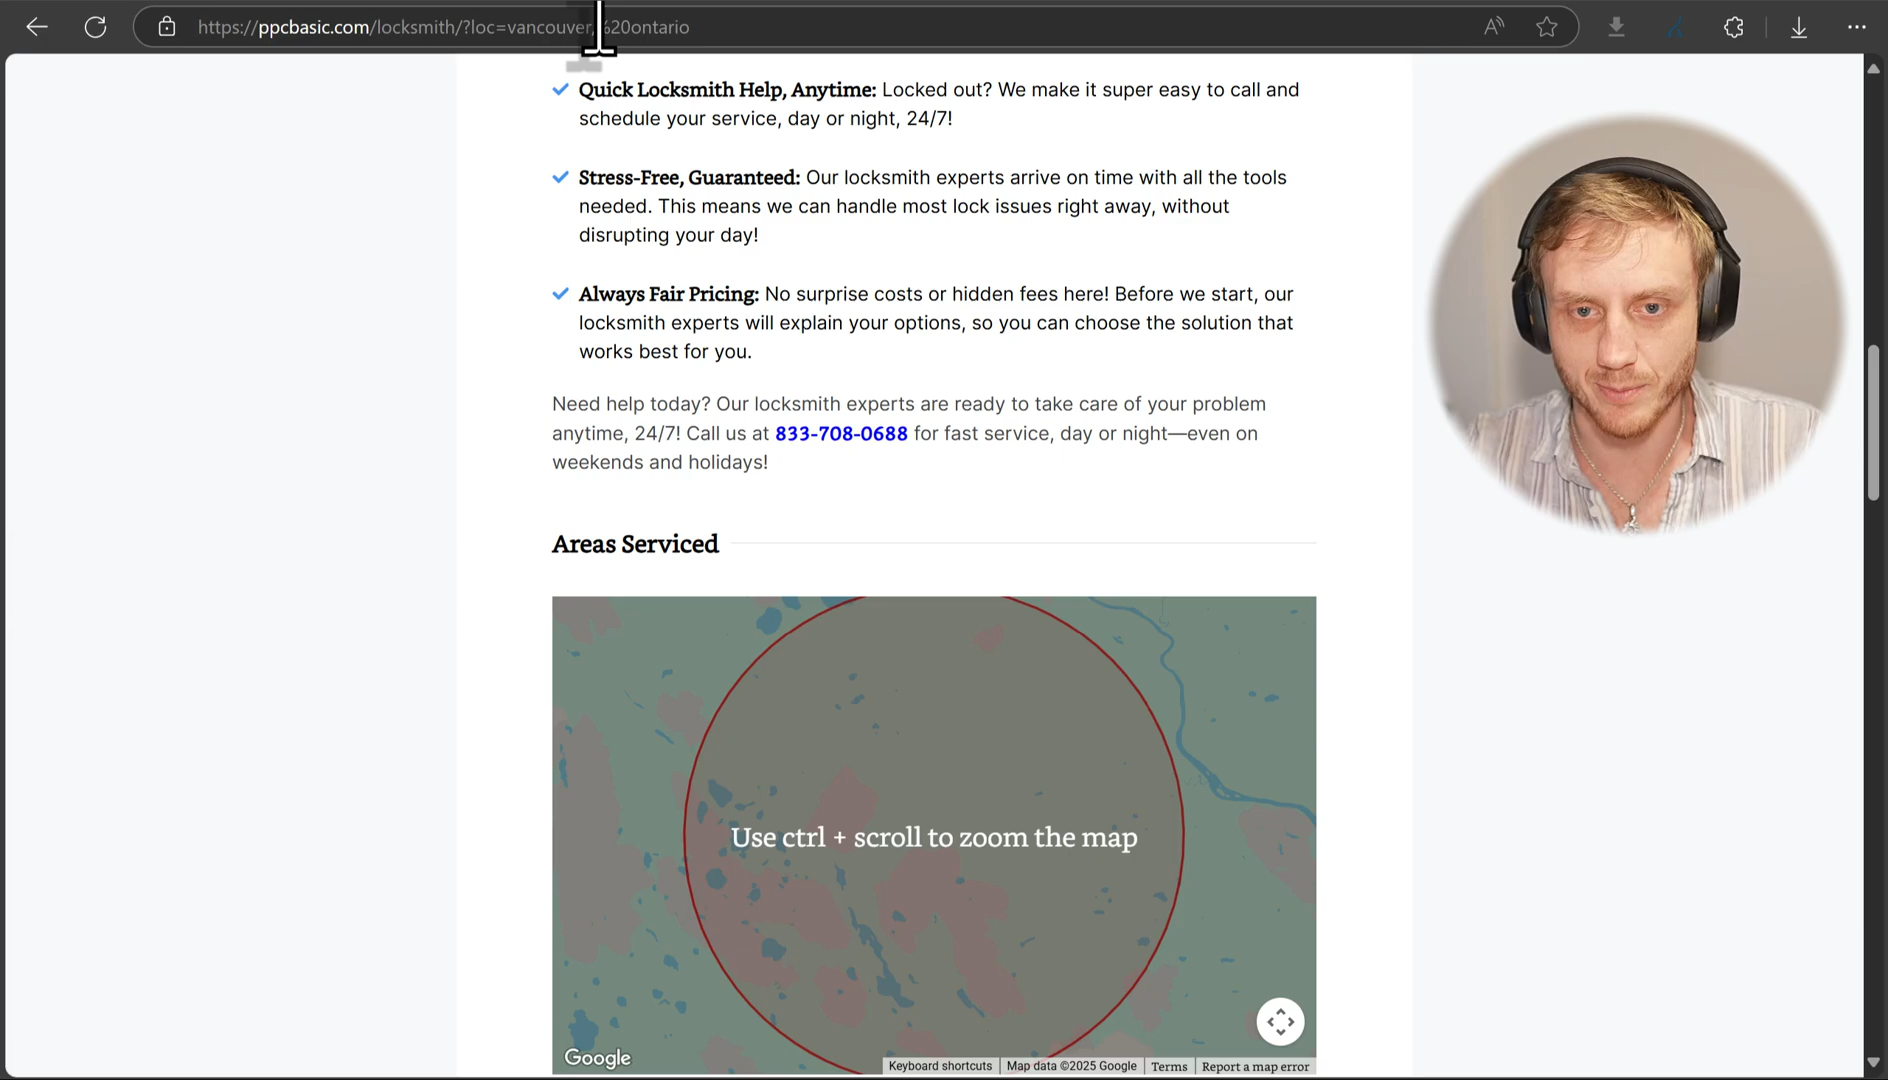 https://ppcbasic.com/locksmith/?loc=vancouver,%20ontario
Quick Locksmith Help, Anytime: Locked out? We make it super easy to call and
schedule your service, day or night, 24/7!
Stress-Free, Guaranteed: Our locksmith experts arrive on time with all the tools
needed. This means we can handle most lock issues right away, without
disrupting your day!
Always Fair Pricing: No surprise costs or hidden fees here! Before we start, our
locksmith experts will explain your options, so you can choose the solution that
works best for you.
Need help today? Our locksmith experts are ready to take care of your problem
anytime, 24/7! Call us at 833-708-0688 for fast service, day or night—even on
weekends and holidays!
Areas Serviced
Use ctrl + scroll to zoom the map
Google
Keyboard shortcuts
Map data ©2025 Google
Terms
Report a map error